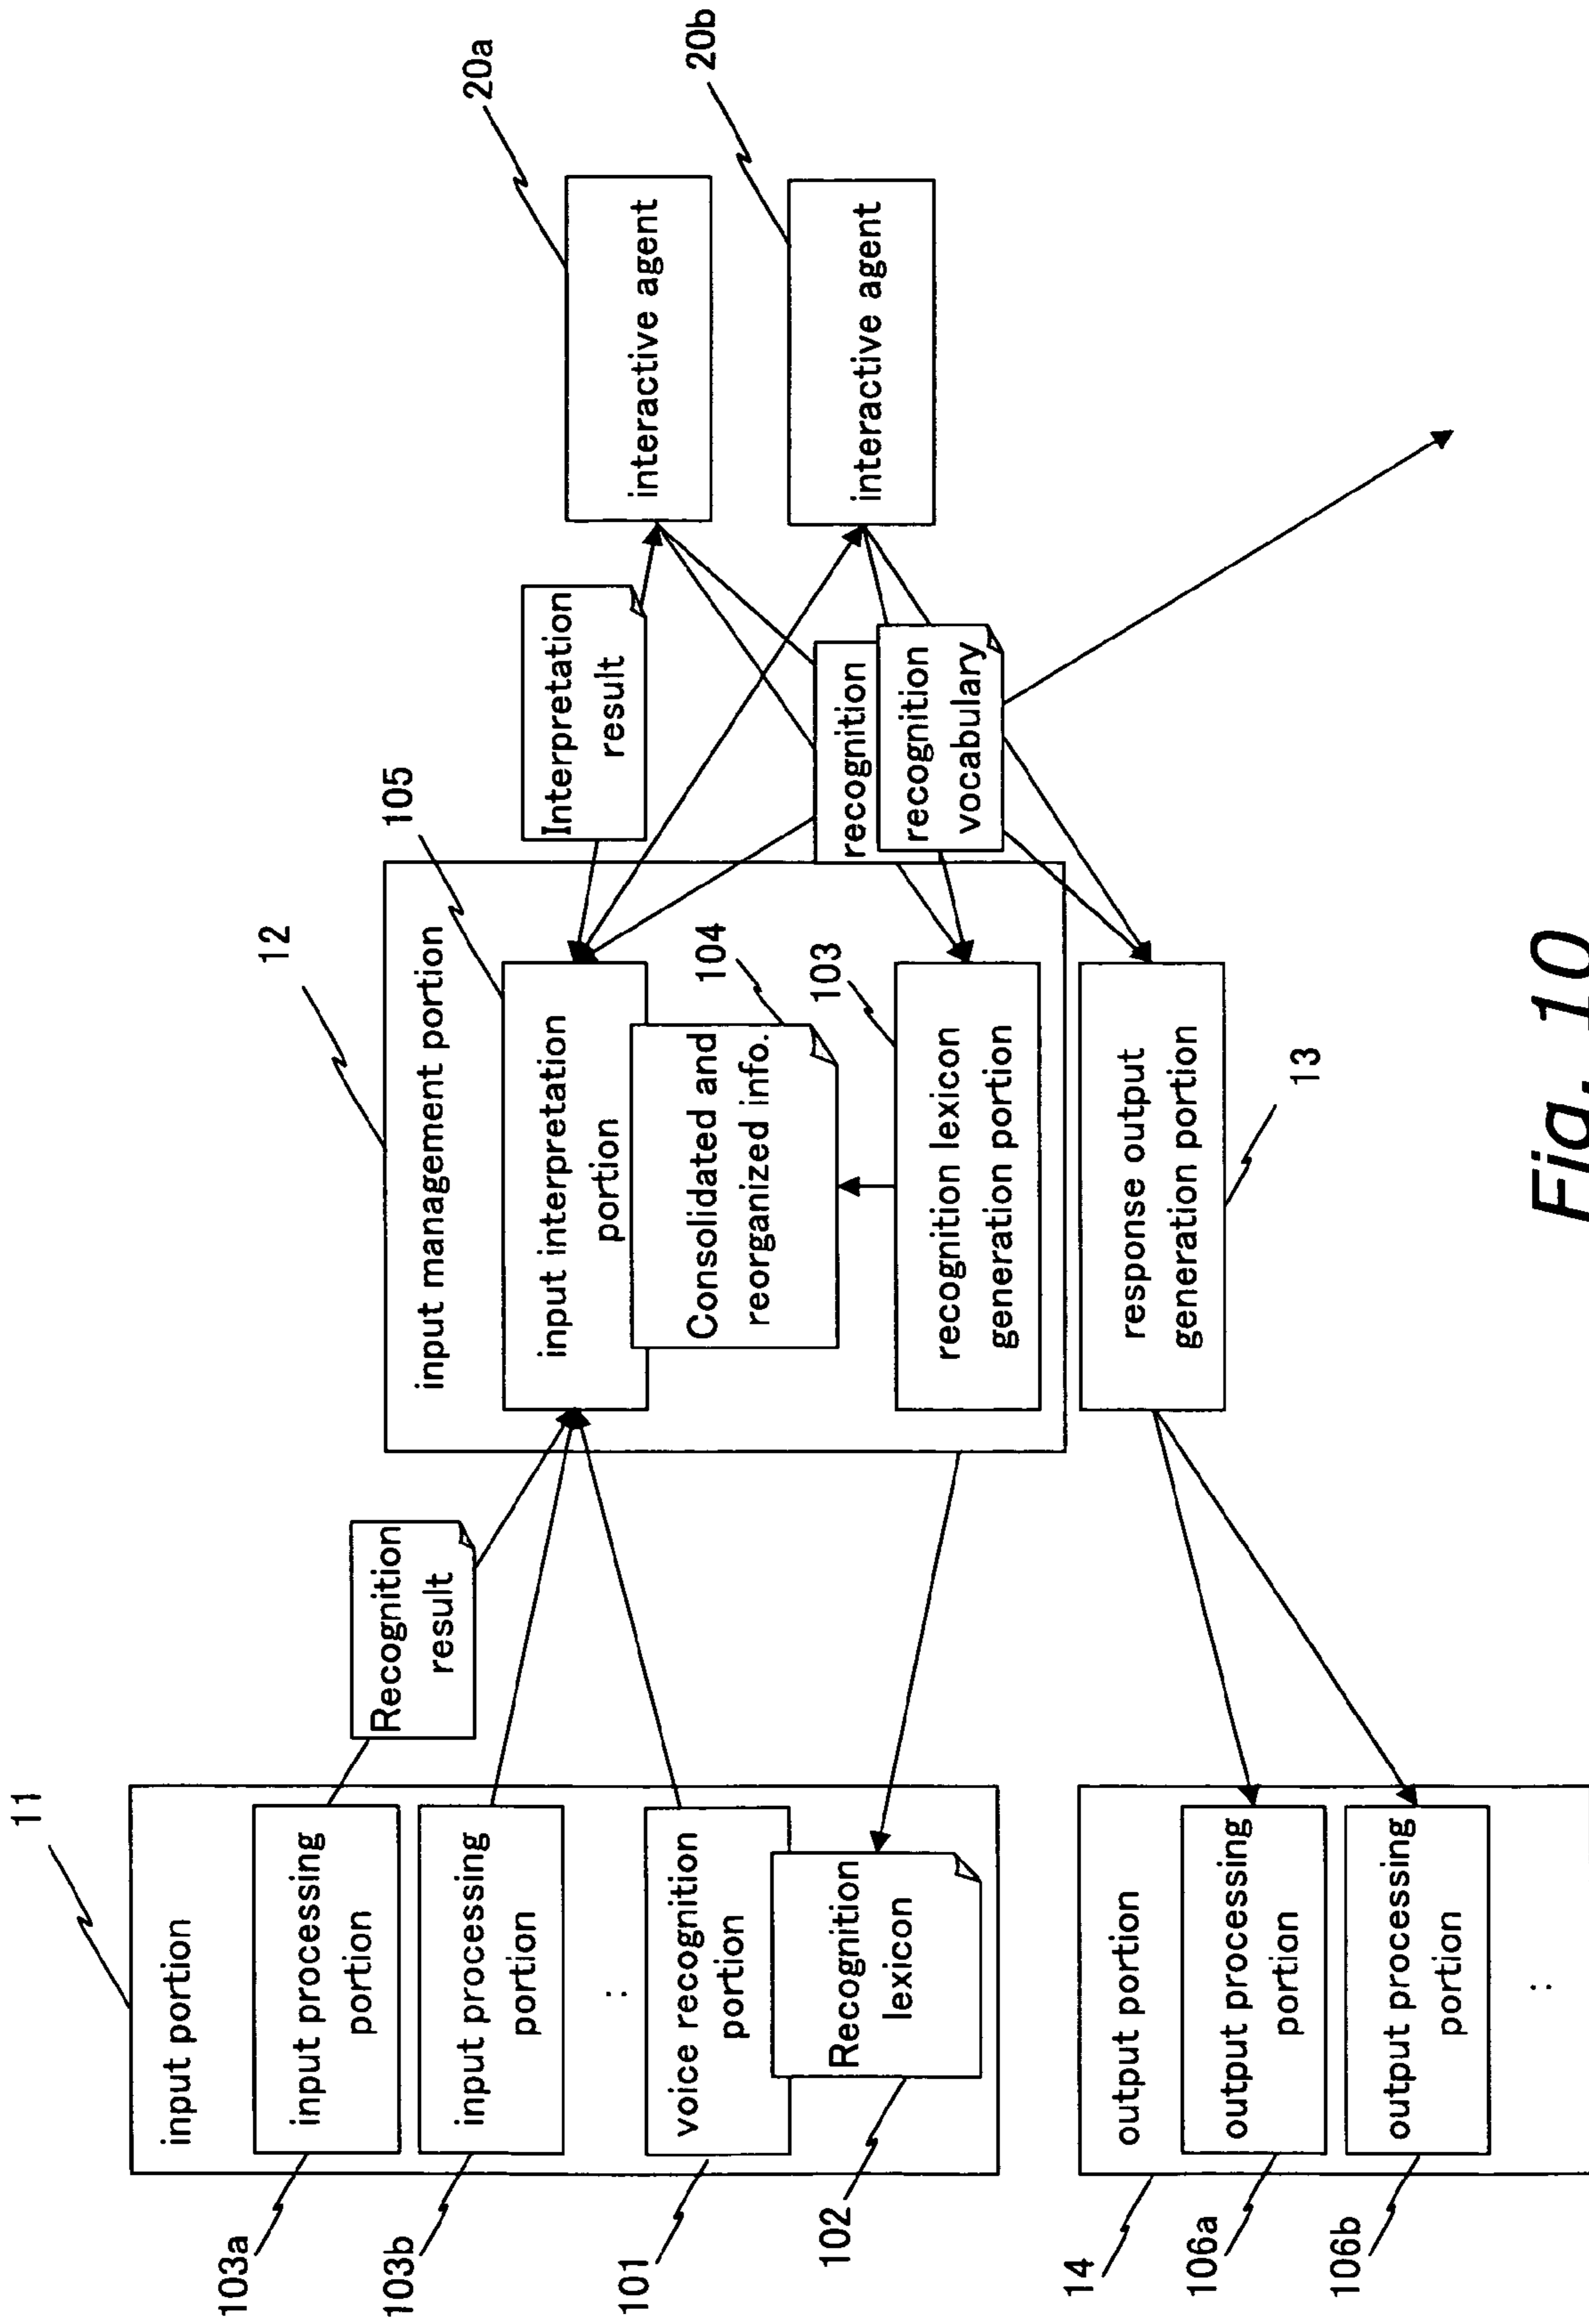 11
input portion
103a
input processing
portion
103b
input processing
portion
:
101
voice recognition
portion
102
Recognition
lexicon
Recognition
result
12
input management portion
105
input interpretation
portion
104
Consolidated and
reorganized info.
103
recognition lexicon
generation portion
Interpretation
result
recognition
recognition
vocabulary
20a
interactive agent
20b
interactive agent
14
output portion
106a
output processing
portion
106b
output processing
portion
:
response output
generation portion
13
Fig. 10